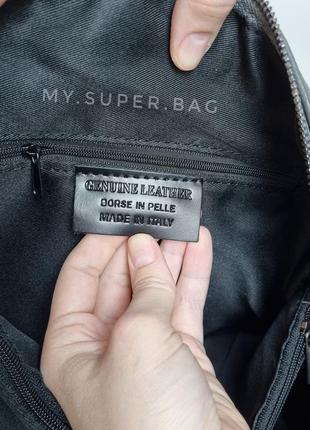 MY.SUPER.BAG
GENUINE LEATHER
BORSE IN PELLE
MADE IN ITALY